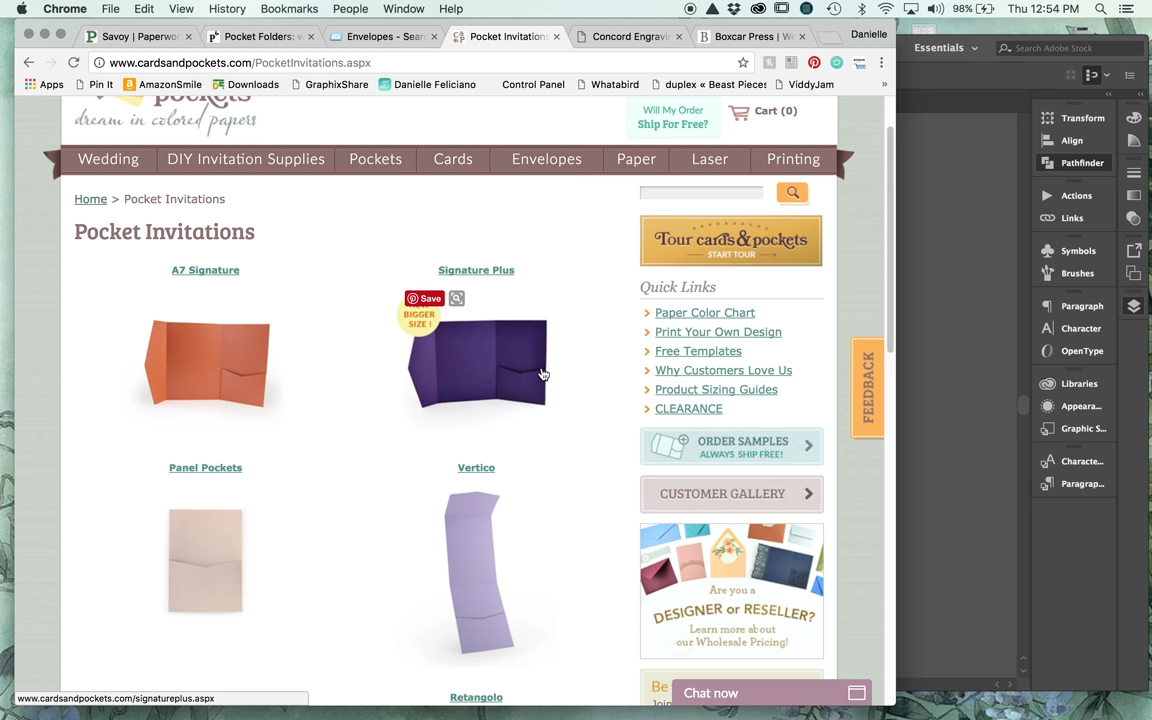 Chrome File Edit View History Bookmarks People Window Help 98% Thu 12:54 PM
Savoy | Paperwor × Pocket Folders: w × Envelopes - Sear × Pocket Invitations × Concord Engravin × Boxcar Press | We × Danielle
Essentials Search Adobe Stock
www.cardsandpockets.com/PocketInvitations.aspx
Apps Pin It AmazonSmile Downloads GraphixShare Danielle Feliciano Control Panel Whatabird duplex « Beast Pieces ViddyJam »
pockets
dream in colored papers
Will My Order
Ship For Free?
Cart (0)
Wedding DIY Invitation Supplies Pockets Cards Envelopes Paper Laser Printing
Home > Pocket Invitations
Pocket Invitations
A7 Signature
Signature Plus
Save
BIGGER
SIZE !
Panel Pockets
Vertico
Retangolo
Tour cards & pockets
START TOUR
Quick Links
Paper Color Chart
Print Your Own Design
Free Templates
Why Customers Love Us
Product Sizing Guides
CLEARANCE
ORDER SAMPLES
ALWAYS SHIP FREE!
CUSTOMER GALLERY
Are you a
DESIGNER or RESELLER?
Learn more about
our Wholesale Pricing!
Be
Join
Chat now
FEEDBACK
www.cardsandpockets.com/signatureplus.aspx
Transform
Align
Pathfinder
Actions
Links
Symbols
Brushes
Paragraph
Character
OpenType
Libraries
Appeara...
Graphic S...
Characte...
Paragrap...